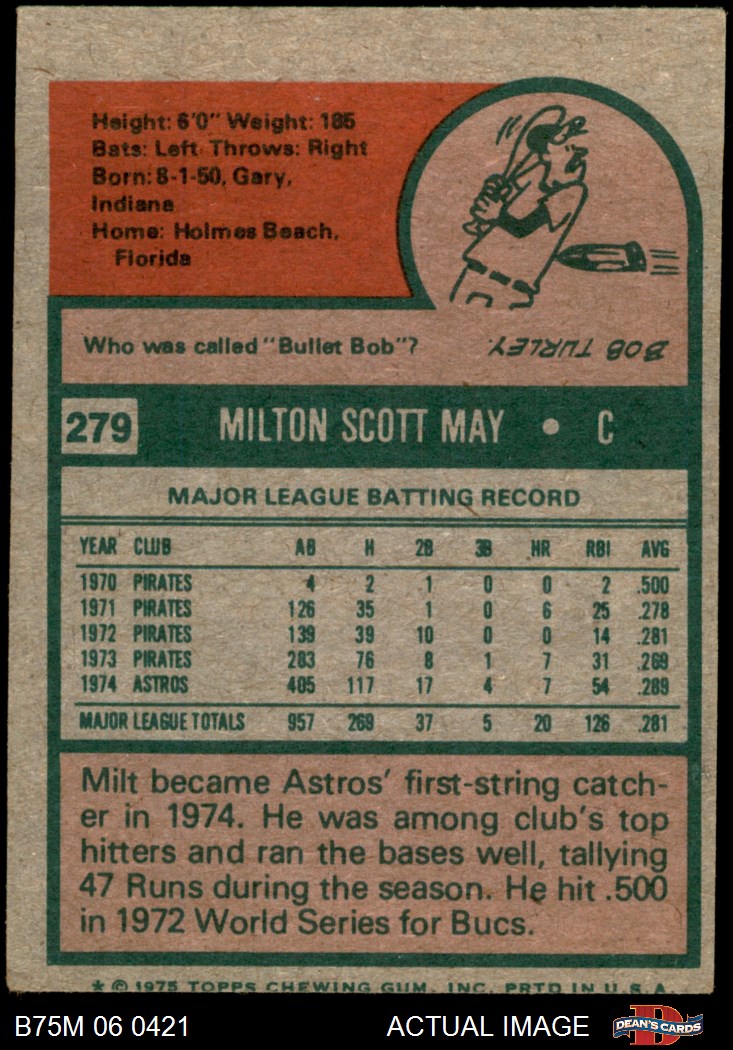 Height: 6'0" Weight: 185
Bats: Left Throws: Right
Born: 8-1-50, Gary,
Indiana
Home: Holmes Beach,
Florida
Who was called "Bullet Bob"?
BOB TURLEY.
279 MILTON SCOTT MAY • C
MAJOR LEAGUE BATTING RECORD
YEAR CLUB AB H 2B 3B HR RBI AVG
1970 PIRATES 4 2 1 0 0 2 .500
1971 PIRATES 126 35 1 0 6 25 .278
1972 PIRATES 139 39 10 0 0 14 .281
1973 PIRATES 283 76 8 1 7 31 .269
1974 ASTROS 405 117 17 4 7 54 .289
MAJOR LEAGUE TOTALS 957 269 37 5 20 126 .281
Milt became Astros' first-string catch-
er in 1974. He was among club's top
hitters and ran the bases well, tallying
47 Runs during the season. He hit .500
in 1972 World Series for Bucs.
* © 1975 TOPPS CHEWING GUM, INC. PRTD IN U.S.A.
B75M 06 0421 ACTUAL IMAGE D DEAN'S CARDS